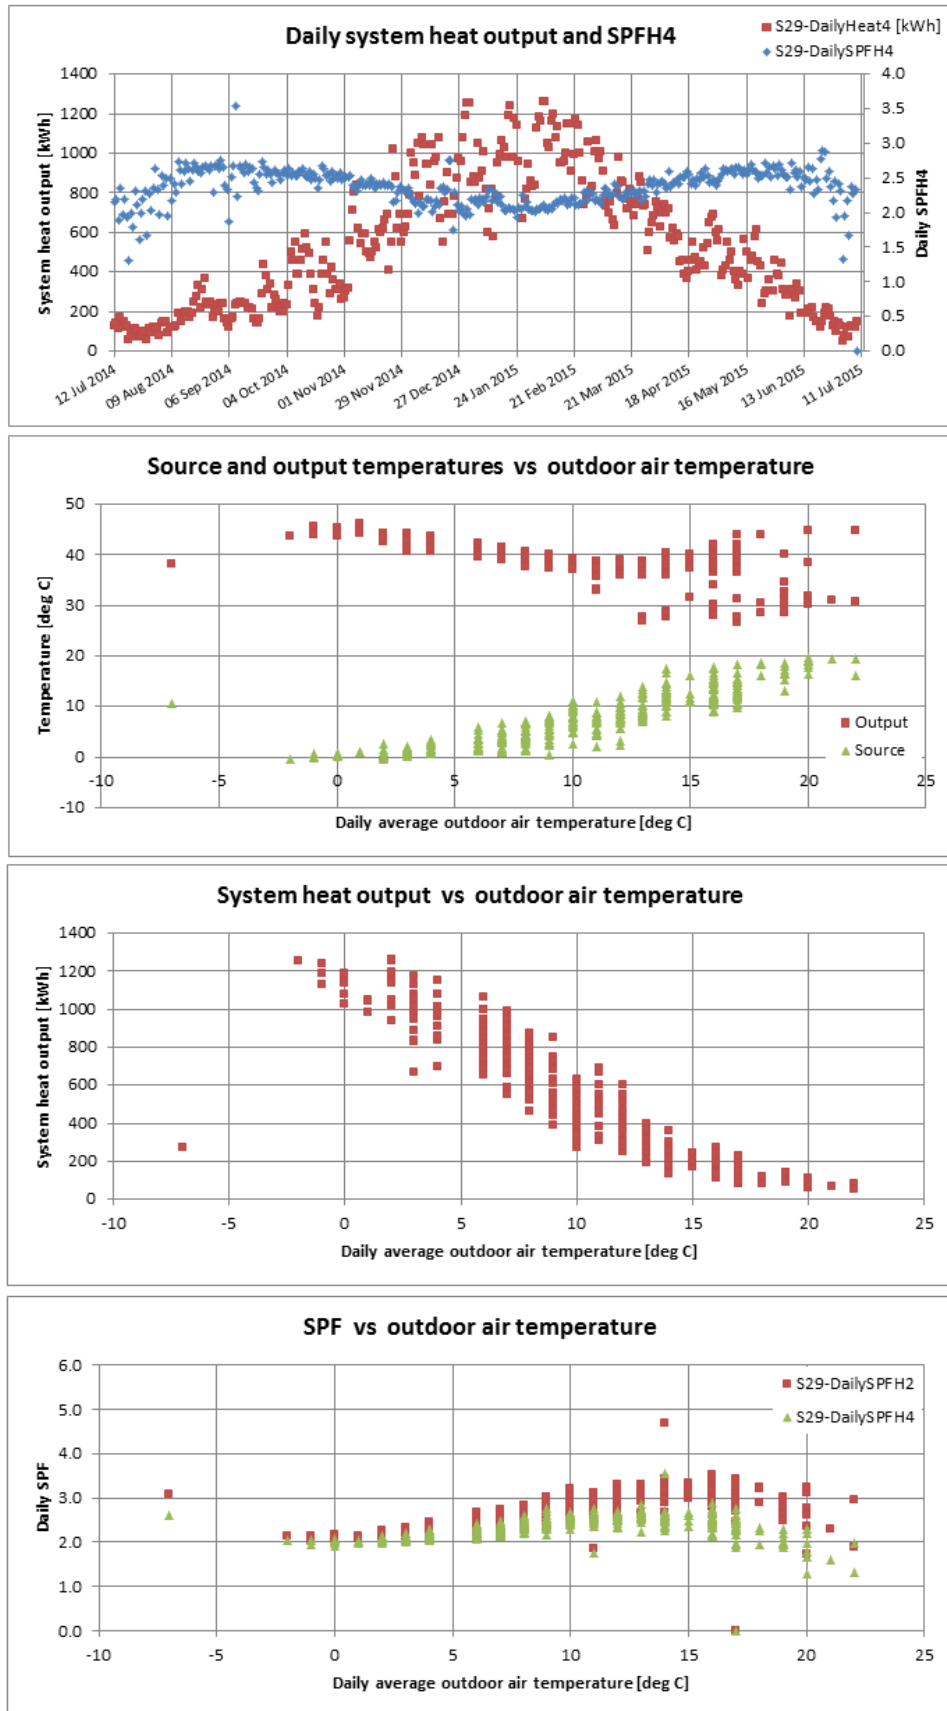 Daily system heat output and SPFH4
S29-DailyHeat4 [kWh]
S29-DailySPFH4
System heat output [kWh]
1400
1200
1000
800
600
400
200
0
4.0
3.5
3.0
2.5
2.0
1.5
1.0
0.5
0.0
Daily SPFH4
12 Jul 2014
09 Aug 2014
06 Sep 2014
04 Oct 2014
01 Nov 2014
29 Nov 2014
27 Dec 2014
24 Jan 2015
21 Feb 2015
21 Mar 2015
18 Apr 2015
16 May 2015
13 Jun 2015
11 Jul 2015
Source and output temperatures vs outdoor air temperature
Temperature [deg C]
50
40
30
20
10
0
-10
Output
Source
-10 -5 0 5 10 15 20 25
Daily average outdoor air temperature [deg C]
System heat output vs outdoor air temperature
System heat output [kWh]
1400
1200
1000
800
600
400
200
0
-10 -5 0 5 10 15 20 25
Daily average outdoor air temperature [deg C]
SPF vs outdoor air temperature
Daily SPF
6.0
5.0
4.0
3.0
2.0
1.0
0.0
S29-DailySPFH2
S29-DailySPFH4
-10 -5 0 5 10 15 20 25
Daily average outdoor air temperature [deg C]